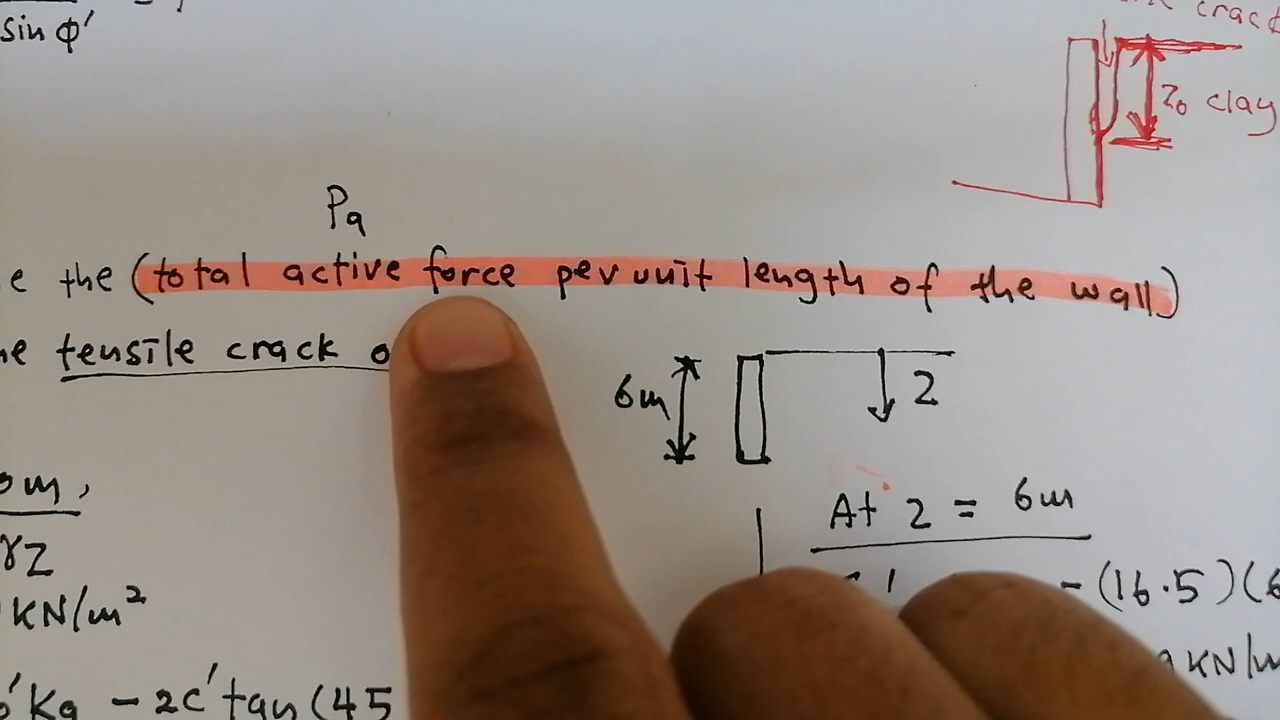 sin φ'
crack
Z₀ clay
Pa
e the (total active force per unit length of the wall)
tensile crack
6m
z
m,
γz
KN/m²
At z = 6m
-(16.5)(6
KN/m
'Ka - 2c'tan(45